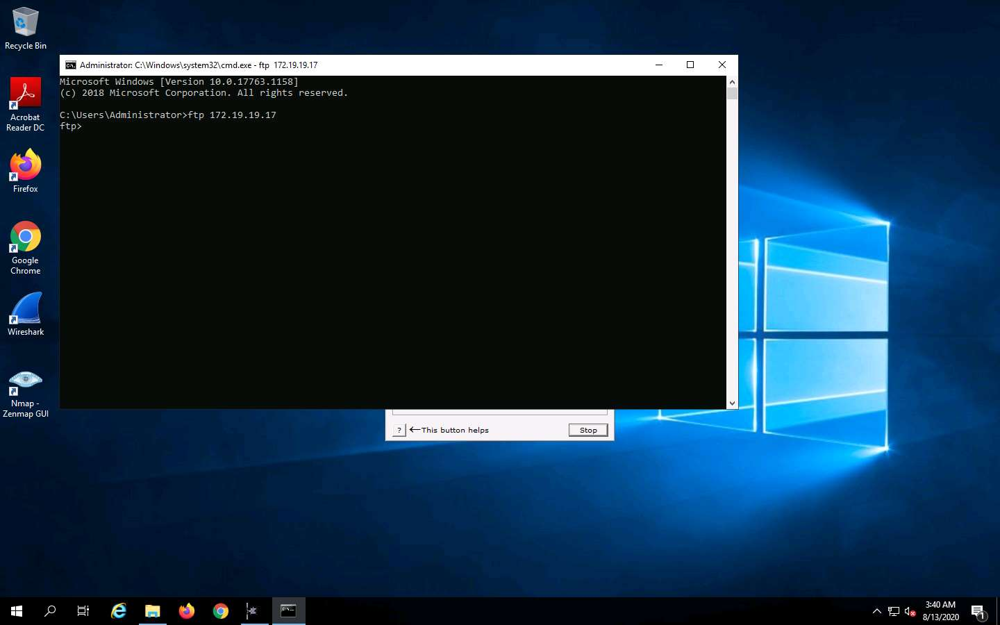 Recycle Bin
Acrobat
Reader DC
Firefox
Google
Chrome
Wireshark
Nmap -
Zenmap GUI
Administrator: C:\Windows\system32\cmd.exe - ftp  172.19.19.17
Microsoft Windows [Version 10.0.17763.1158]
(c) 2018 Microsoft Corporation. All rights reserved.
C:\Users\Administrator>ftp 172.19.19.17
ftp>
? This button helps
Stop
3:40 AM
8/13/2020
1